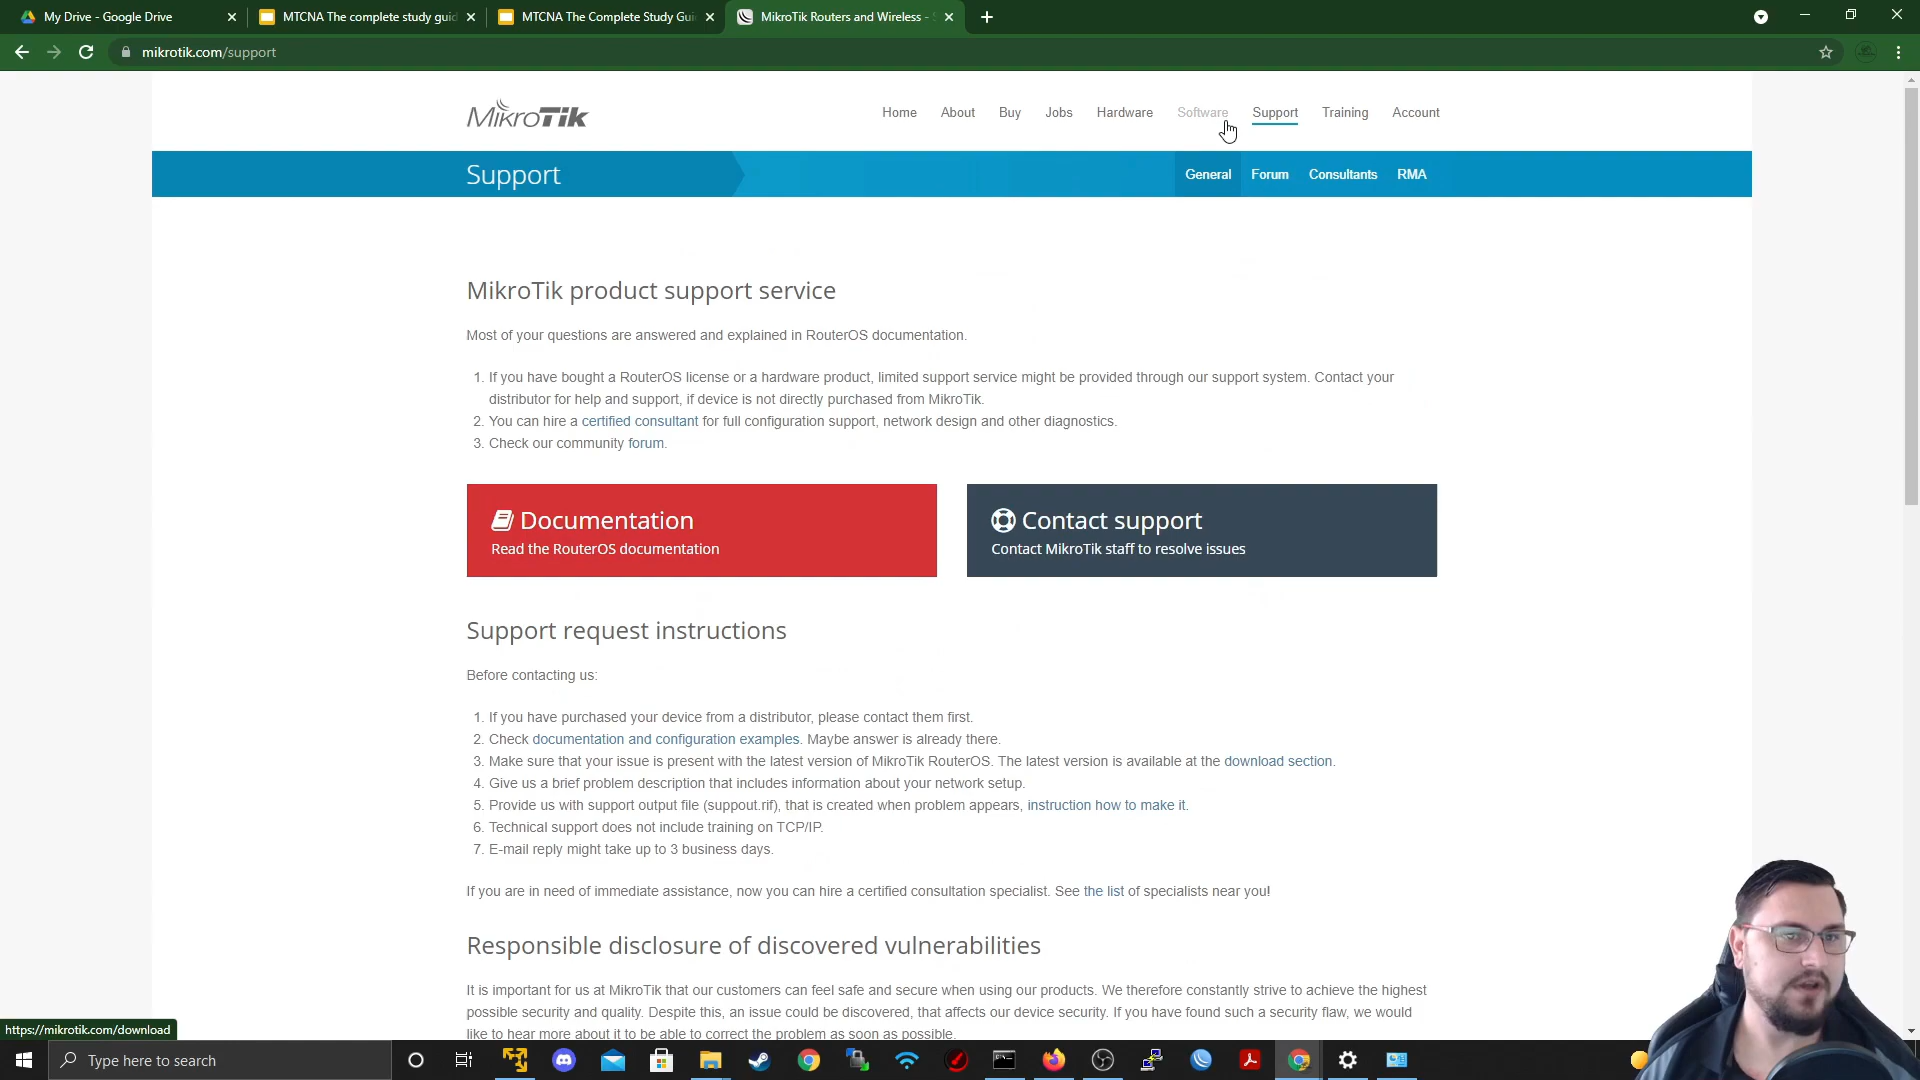 My Drive - Google Drive
MTCNA The complete study guid
MTCNA The Complete Study Gui
MikroTik Routers and Wireless - S
mikrotik.com/support
MikroTik
Home About Buy Jobs Hardware Software Support Training Account
Support
General Forum Consultants RMA
MikroTik product support service
Most of your questions are answered and explained in RouterOS documentation.
1. If you have bought a RouterOS license or a hardware product, limited support service might be provided through our support system. Contact your
distributor for help and support, if device is not directly purchased from MikroTik.
2. You can hire a certified consultant for full configuration support, network design and other diagnostics.
3. Check our community forum.
Documentation
Read the RouterOS documentation
Contact support
Contact MikroTik staff to resolve issues
Support request instructions
Before contacting us:
1. If you have purchased your device from a distributor, please contact them first.
2. Check documentation and configuration examples. Maybe answer is already there.
3. Make sure that your issue is present with the latest version of MikroTik RouterOS. The latest version is available at the download section.
4. Give us a brief problem description that includes information about your network setup.
5. Provide us with support output file (supout.rif), that is created when problem appears, instruction how to make it.
6. Technical support does not include training on TCP/IP.
7. E-mail reply might take up to 3 business days.
If you are in need of immediate assistance, now you can hire a certified consultation specialist. See the list of specialists near you!
Responsible disclosure of discovered vulnerabilities
It is important for us at MikroTik that our customers can feel safe and secure when using our products. We therefore constantly strive to achieve the highest
possible security and quality. Despite this, an issue could be discovered, that affects our device security. If you have found such a security flaw, we would
like to hear more about it to be able to correct the problem as soon as possible.
https://mikrotik.com/download
Type here to search